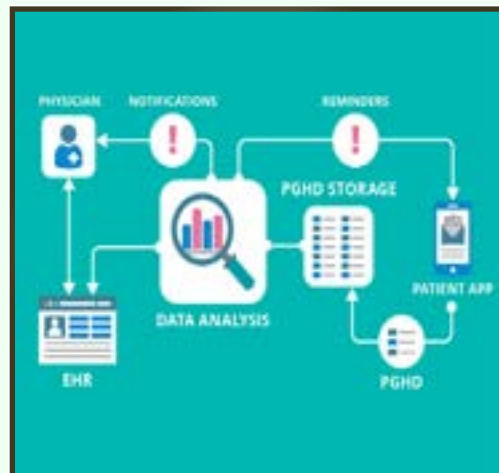 PHYSICIAN
NOTIFICATIONS
REMINDERS
PGHD STORAGE
PATIENT APP
DATA ANALYSIS
EHR
PGHD